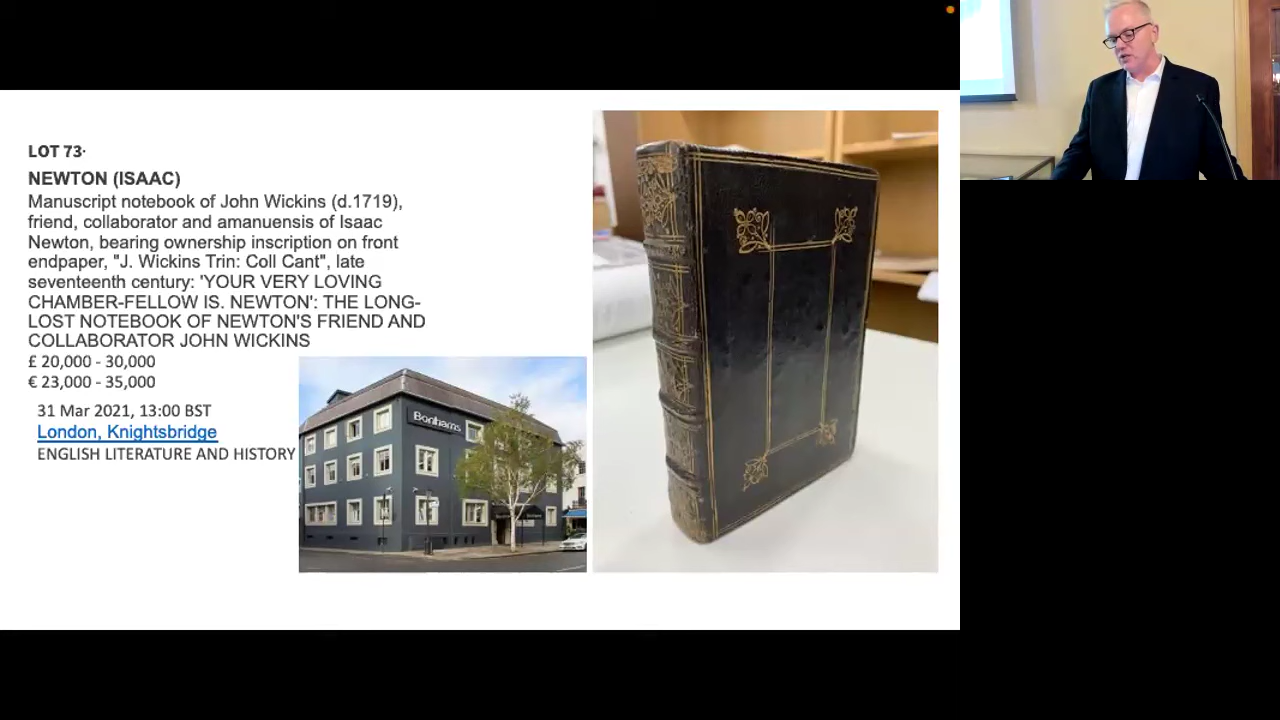 LOT 73·
NEWTON (ISAAC)
Manuscript notebook of John Wickins (d.1719),
friend, collaborator and amanuensis of Isaac
Newton, bearing ownership inscription on front
endpaper, "J. Wickins Trin: Coll Cant", late
seventeenth century: 'YOUR VERY LOVING
CHAMBER-FELLOW IS. NEWTON': THE LONG-
LOST NOTEBOOK OF NEWTON'S FRIEND AND
COLLABORATOR JOHN WICKINS
£ 20,000 - 30,000
€ 23,000 - 35,000
31 Mar 2021, 13:00 BST
London, Knightsbridge
ENGLISH LITERATURE AND HISTORY
Bonhams